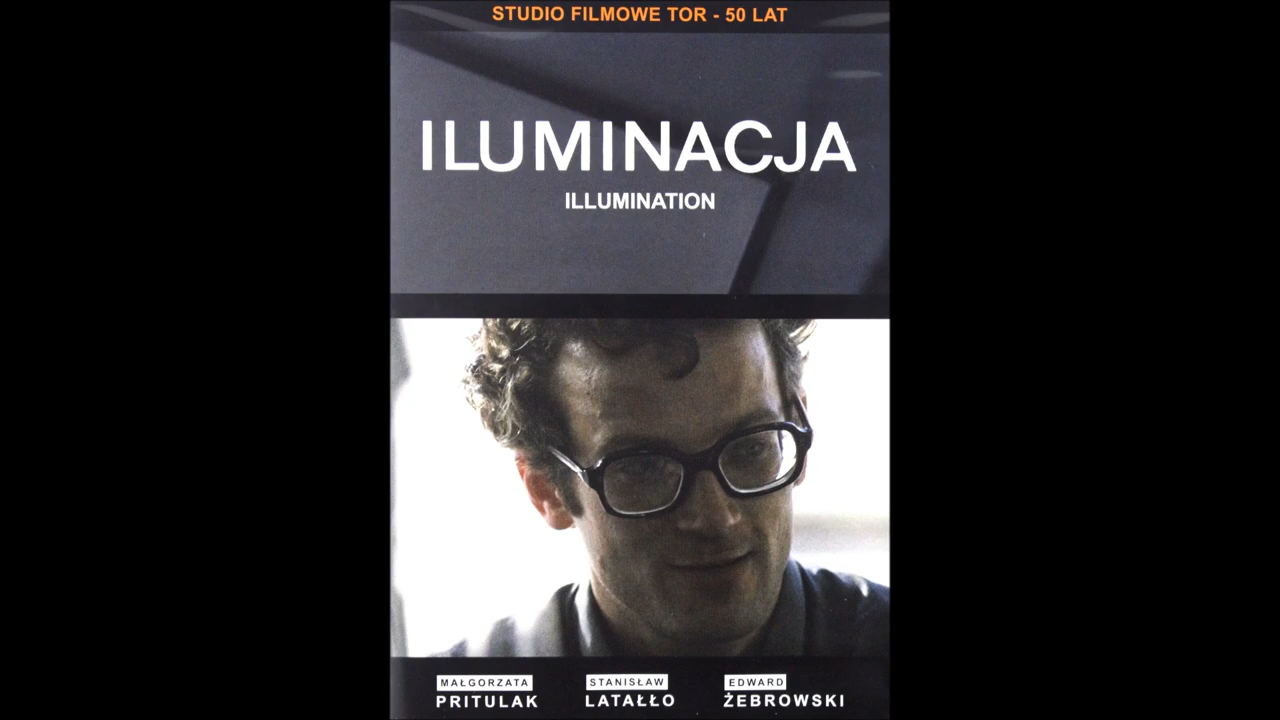 STUDIO FILMOWE TOR - 50 LAT
ILUMINACJA
ILLUMINATION
MAŁGORZATA
PRITULAK
STANISŁAW
LATAŁŁO
EDWARD
ŻEBROWSKI